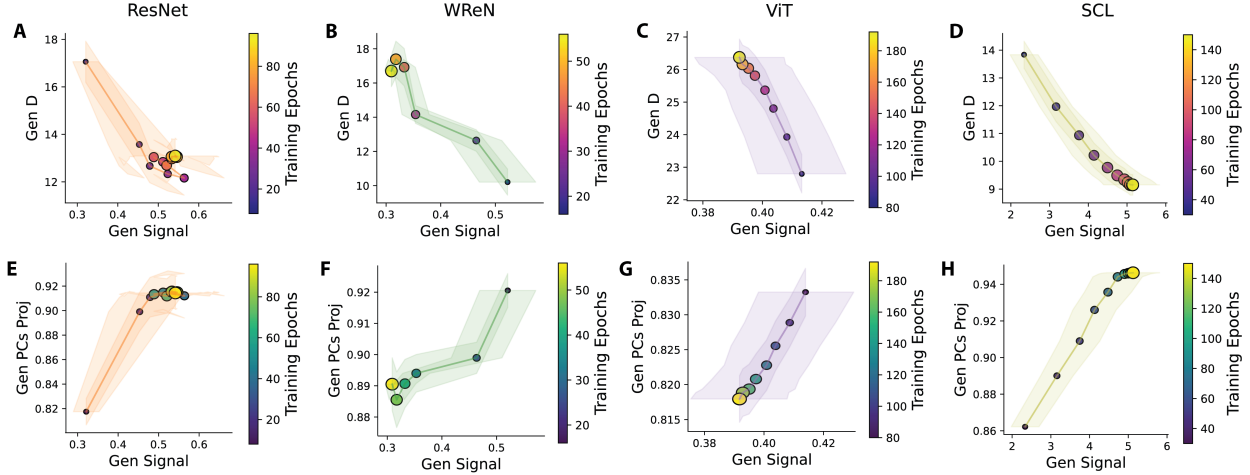 ResNet
WReN
ViT
SCL
A
18
16
14
12
Gen D
0.3 0.4 0.5 0.6
Gen Signal
80
60
40
20
Training Epochs
B
18
16
14
12
10
Gen D
0.3 0.4 0.5
Gen Signal
50
40
30
20
Training Epochs
C
27
26
25
24
23
22
Gen D
0.38 0.40 0.42
Gen Signal
180
160
140
120
100
80
Training Epochs
D
14
13
12
11
10
9
Gen D
2 3 4 5 6
Gen Signal
140
120
100
80
60
40
Training Epochs
E
0.92
0.90
0.88
0.86
0.84
0.82
Gen PCs Proj
0.3 0.4 0.5 0.6
Gen Signal
80
60
40
20
Training Epochs
F
0.92
0.91
0.90
0.89
0.88
Gen PCs Proj
0.3 0.4 0.5
Gen Signal
50
40
30
20
Training Epochs
G
0.835
0.830
0.825
0.820
0.815
Gen PCs Proj
0.38 0.40 0.42
Gen Signal
180
160
140
120
100
80
Training Epochs
H
0.94
0.92
0.90
0.88
0.86
Gen PCs Proj
2 3 4 5 6
Gen Signal
140
120
100
80
60
40
Training Epochs